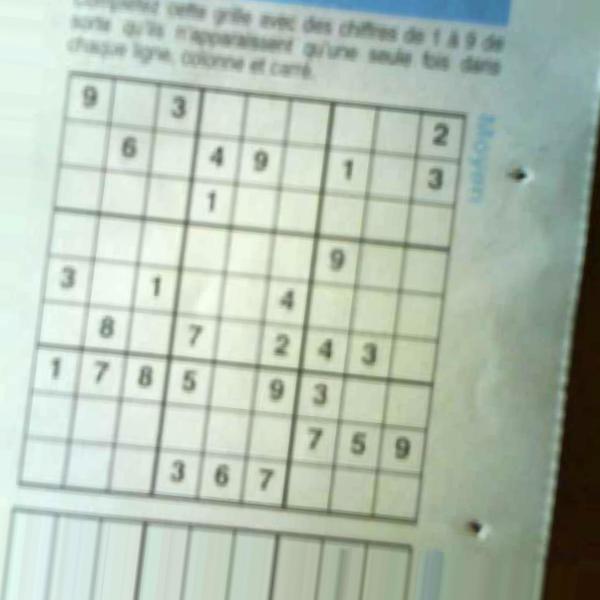 Complétez cette grille avec des chiffres de 1 à 9 de
sorte qu'ils n'apparaissent qu'une seule fois dans
chaque ligne, colonne et carré.
Moyen
9 3 2
6 4 9 1 3
1
9
3 1 4
8 7 2 4 3
1 7 8 5 9 3
7 5 9
3 6 7